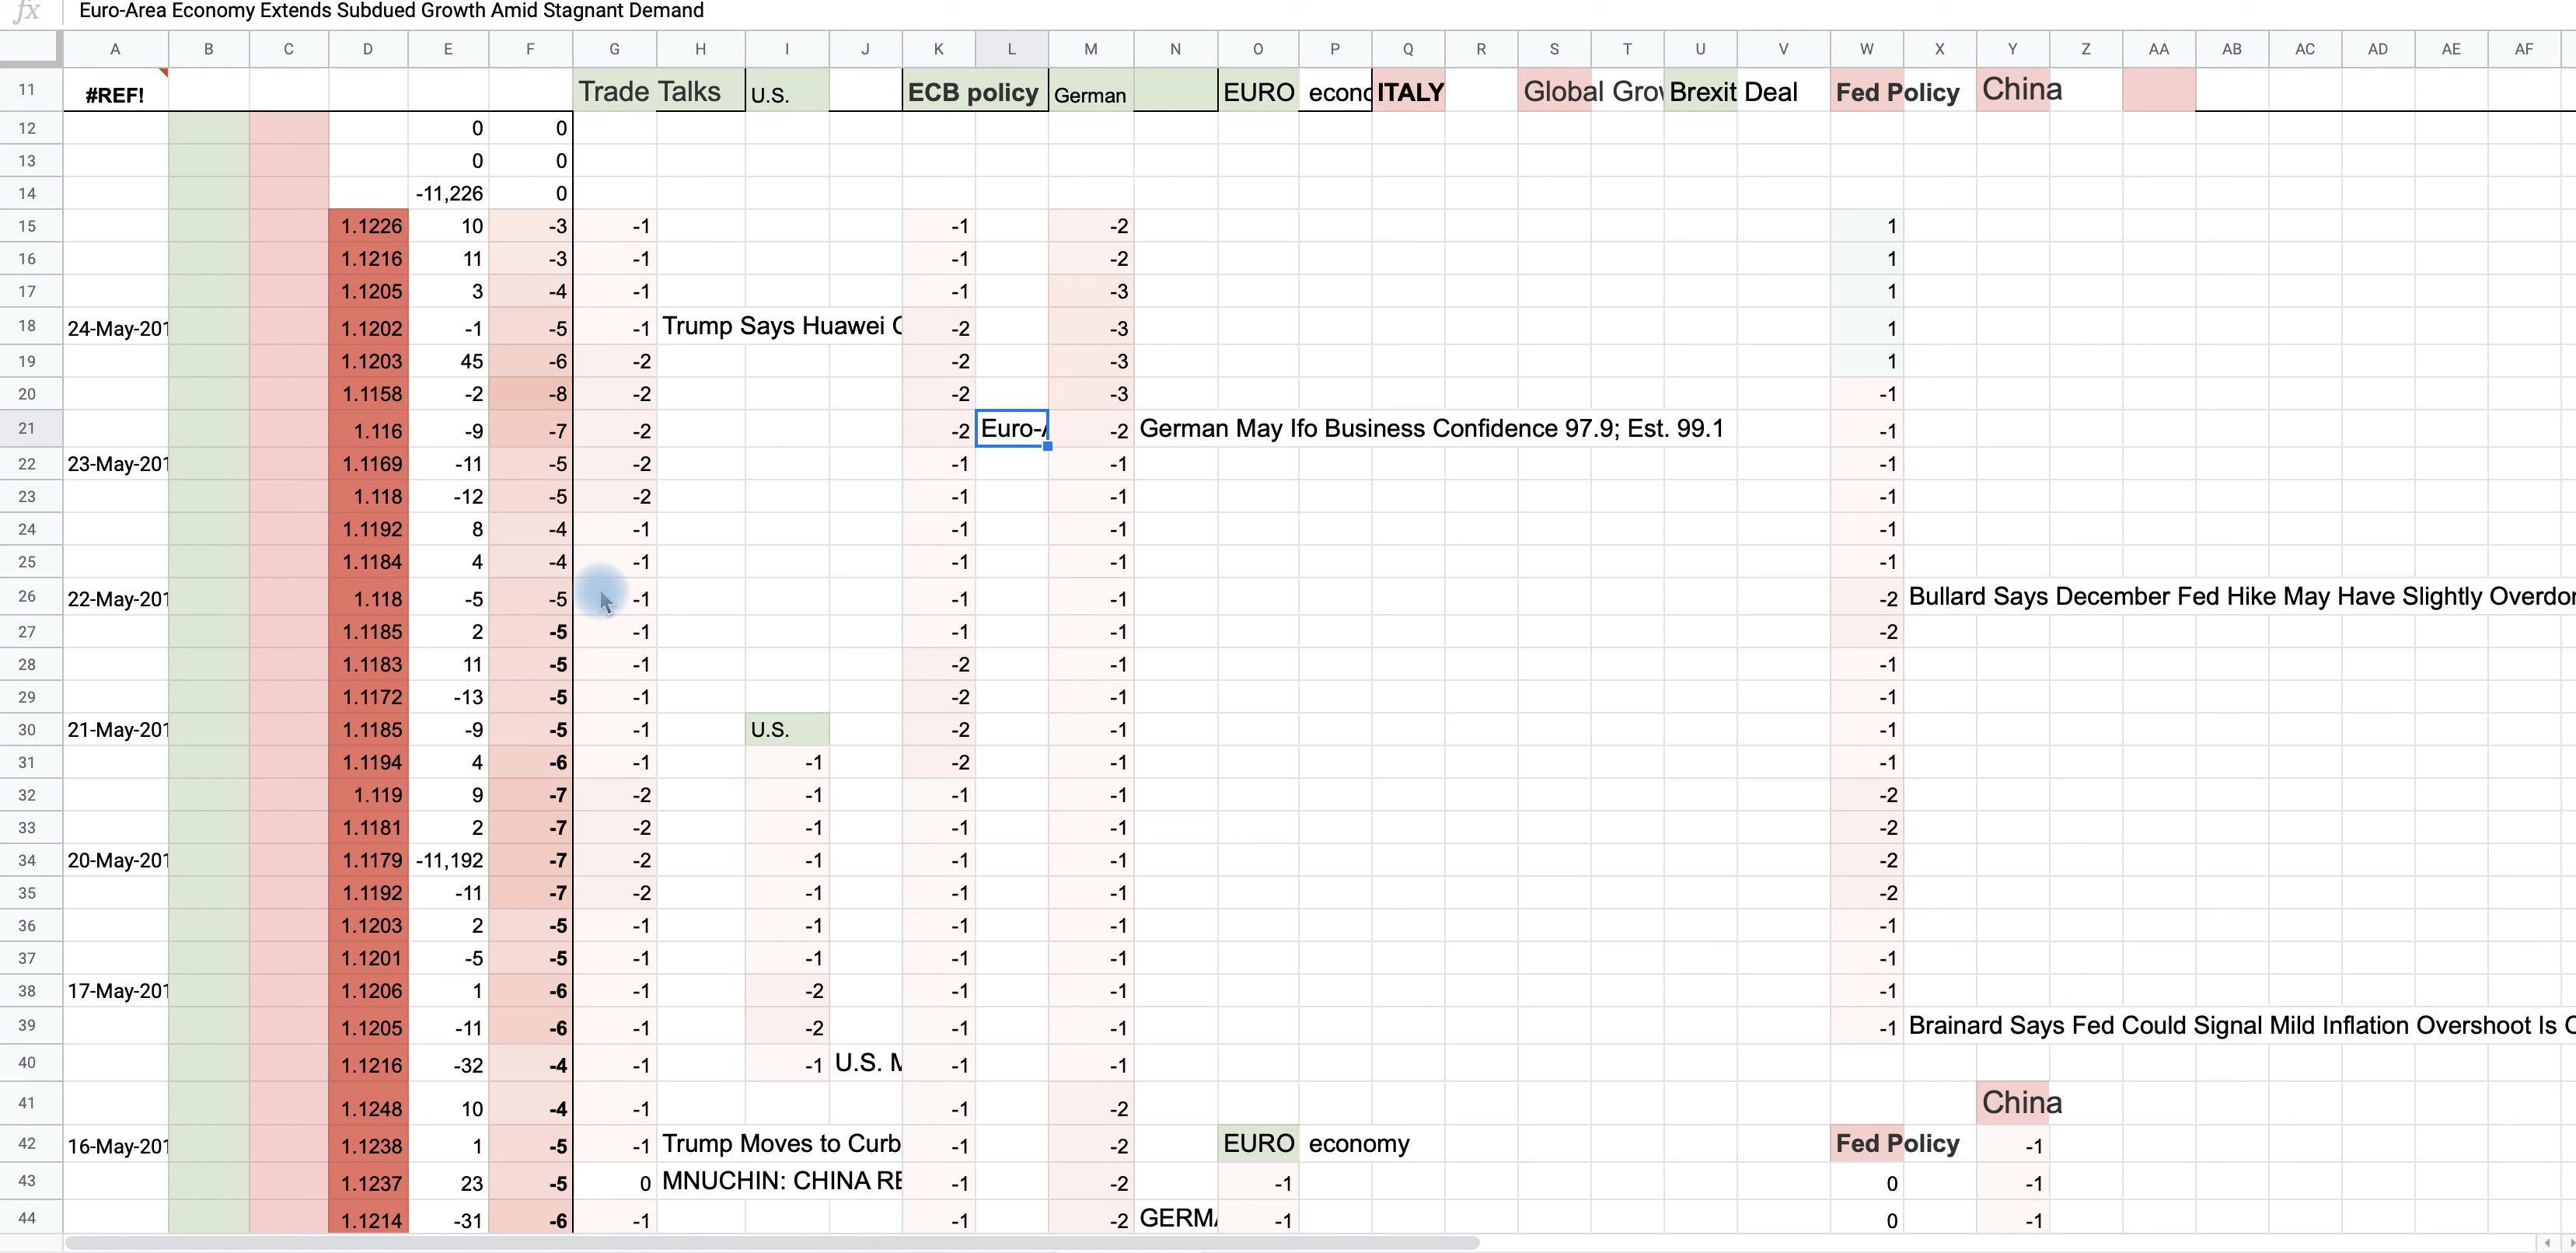 fx Euro-Area Economy Extends Subdued Growth Amid Stagnant Demand
A B C D E F G H I J K L M N O P Q R S T U V W X Y Z AA AB AC AD AE AF
11 #REF! Trade Talks U.S. ECB policy German EURO econo ITALY Global Grow Brexit Deal Fed Policy China
12 0 0
13 0 0
14 -11,226 0
15 1.1226 10 -3 -1 -1 -2 1
16 1.1216 11 -3 -1 -1 -2 1
17 1.1205 3 -4 -1 -1 -3 1
18 24-May-201 1.1202 -1 -5 -1 Trump Says Huawei C -2 -3 1
19 1.1203 45 -6 -2 -2 -3 1
20 1.1158 -2 -8 -2 -2 -3 -1
21 1.116 -9 -7 -2 -2 Euro-A -2 German May Ifo Business Confidence 97.9; Est. 99.1 -1
22 23-May-201 1.1169 -11 -5 -2 -1 -1 -1
23 1.118 -12 -5 -2 -1 -1 -1
24 1.1192 8 -4 -1 -1 -1 -1
25 1.1184 4 -4 -1 -1 -1 -1
26 22-May-201 1.118 -5 -5 -1 -1 -1 -2 Bullard Says December Fed Hike May Have Slightly Overdon
27 1.1185 2 -5 -1 -1 -1 -2
28 1.1183 11 -5 -1 -2 -1 -1
29 1.1172 -13 -5 -1 -2 -1 -1
30 21-May-201 1.1185 -9 -5 -1 U.S. -2 -1 -1
31 1.1194 4 -6 -1 -1 -2 -1 -1
32 1.119 9 -7 -2 -1 -1 -1 -2
33 1.1181 2 -7 -2 -1 -1 -1 -2
34 20-May-201 1.1179 -11,192 -7 -2 -1 -1 -1 -2
35 1.1192 -11 -7 -2 -1 -1 -1 -2
36 1.1203 2 -5 -1 -1 -1 -1 -1
37 1.1201 -5 -5 -1 -1 -1 -1 -1
38 17-May-201 1.1206 1 -6 -1 -2 -1 -1 -1
39 1.1205 -11 -6 -1 -2 -1 -1 -1 Brainard Says Fed Could Signal Mild Inflation Overshoot Is
40 1.1216 -32 -4 -1 -1 U.S. M -1 -1
41 1.1248 10 -4 -1 -1 -2 China
42 16-May-201 1.1238 1 -5 -1 Trump Moves to Curb -1 -2 EURO economy Fed Policy -1
43 1.1237 23 -5 0 MNUCHIN: CHINA RE -1 -2 -1 0 -1
44 1.1214 -31 -6 -1 -1 -2 GERMA -1 0 -1